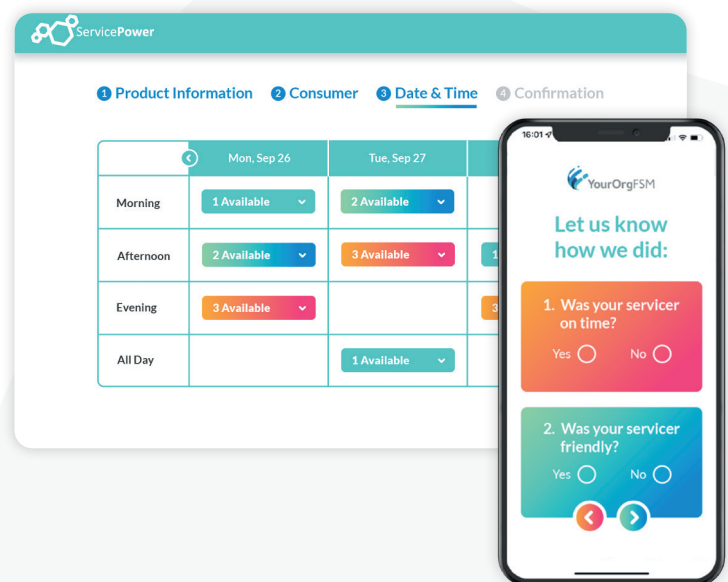 ServicePower
1 Product Information 2 Consumer 3 Date & Time 4 Confirmation
Mon, Sep 26 Tue, Sep 27
Morning 1 Available 2 Available
Afternoon 2 Available 3 Available 1
Evening 3 Available 3
All Day 1 Available
16:01
YourOrgFSM
Let us know
how we did:
1. Was your servicer
on time?
Yes No
2. Was your servicer
friendly?
Yes No